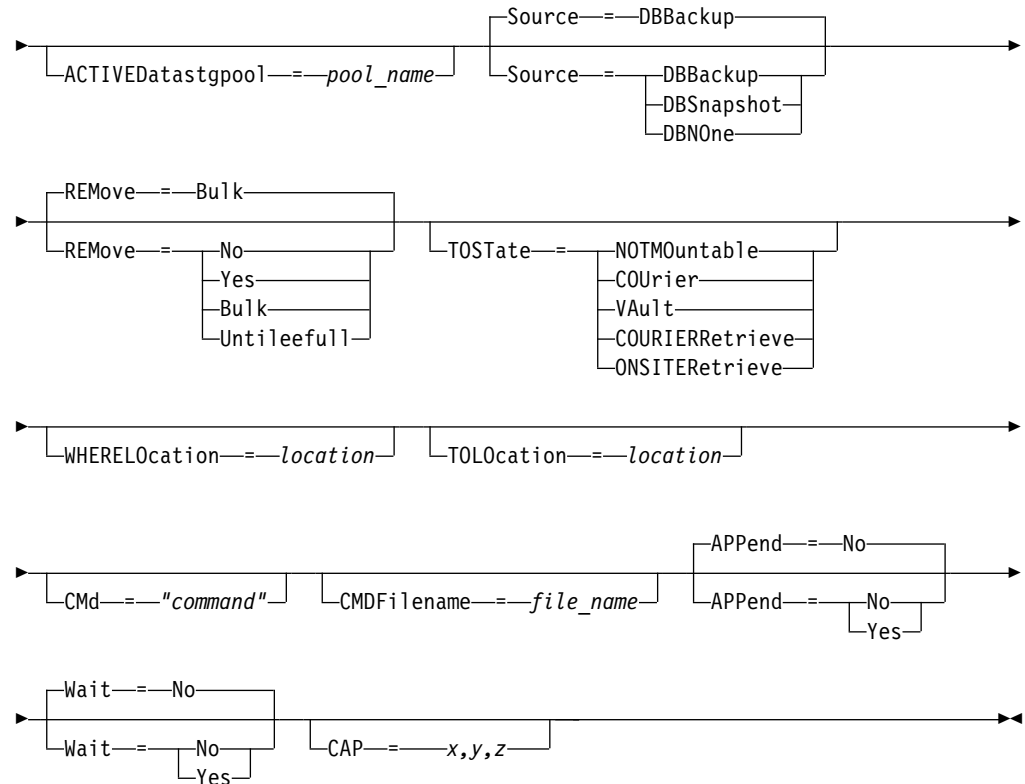 Source = DBBackup
ACTIVEDatastgpool = pool_name
Source = DBBackup
DBSnapshot
DBNOne
REMove = Bulk
REMove = No
Yes
Bulk
Untileefull
TOSTate = NOTMOuntable
COUrier
VAult
COURIERRetrieve
ONSITERetrieve
WHERELOcation = location
TOLOcation = location
CMd = "command"
CMDFilename = file_name
APPend = No
APPend = No
Yes
Wait = No
Wait = No
Yes
CAP = x,y,z